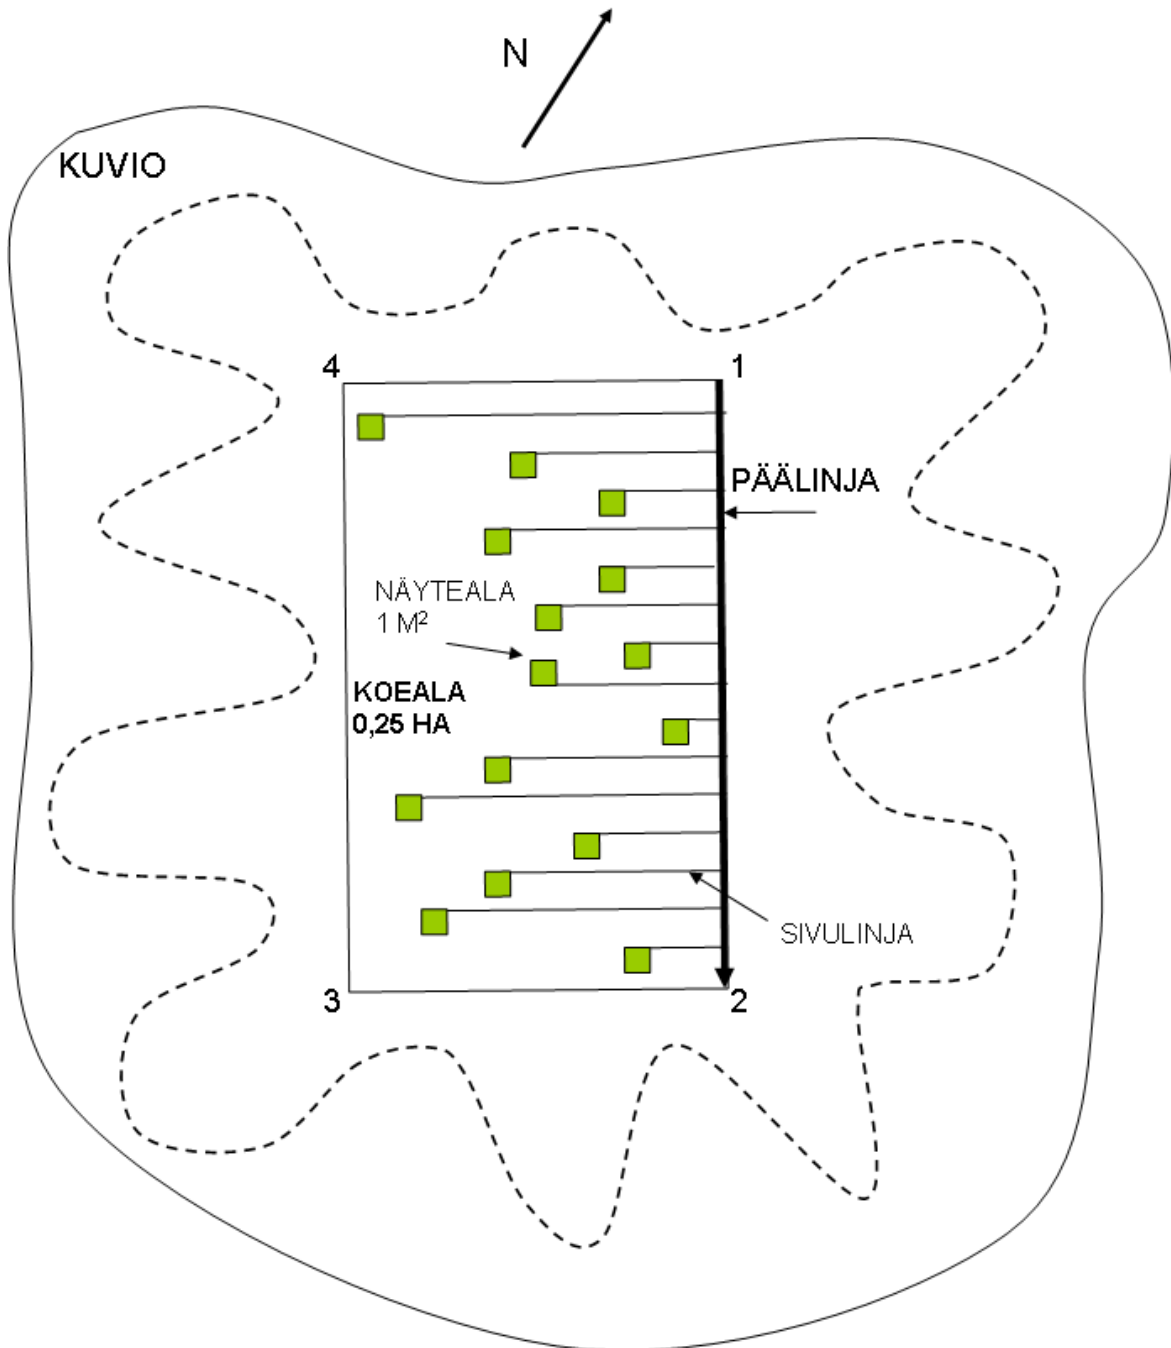 N
KUVIO
4
1
PÄÄLINJA
NÄYTEALA
1 M²
KOEALA
0,25 HA
SIVULINJA
3
2